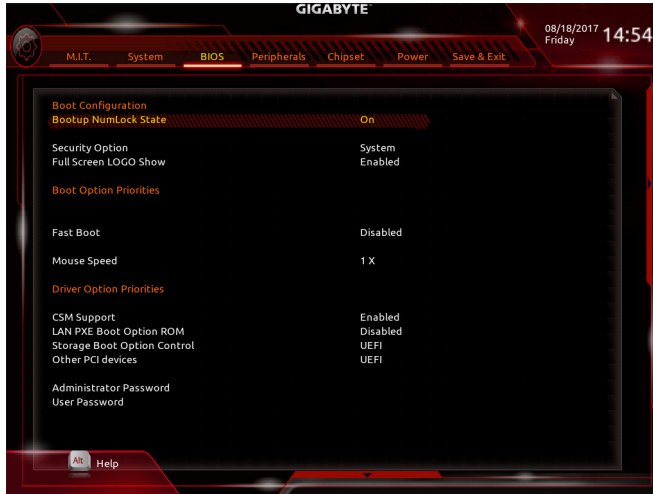 GIGABYTE™
08/18/2017 Friday 14:54
M.I.T. System BIOS Peripherals Chipset Power Save & Exit
Boot Configuration
Bootup NumLock State On
Security Option System
Full Screen LOGO Show Enabled
Boot Option Priorities
Fast Boot Disabled
Mouse Speed 1 X
Driver Option Priorities
CSM Support Enabled
LAN PXE Boot Option ROM Disabled
Storage Boot Option Control UEFI
Other PCI devices UEFI
Administrator Password
User Password
Alt Help